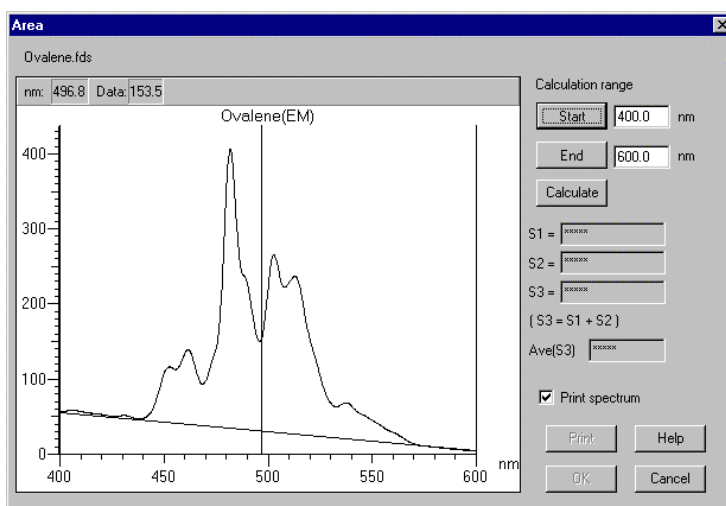 Area
Ovalene.fds
nm: 496.8 Data: 153.5
Ovalene(EM)
400
300
200
100
0
400 450 500 550 600 nm
Calculation range
Start 400.0 nm
End 600.0 nm
Calculate
S1 = *****
S2 = *****
S3 = *****
( S3 = S1 + S2 )
Ave(S3) *****
Print spectrum
Print Help
OK Cancel